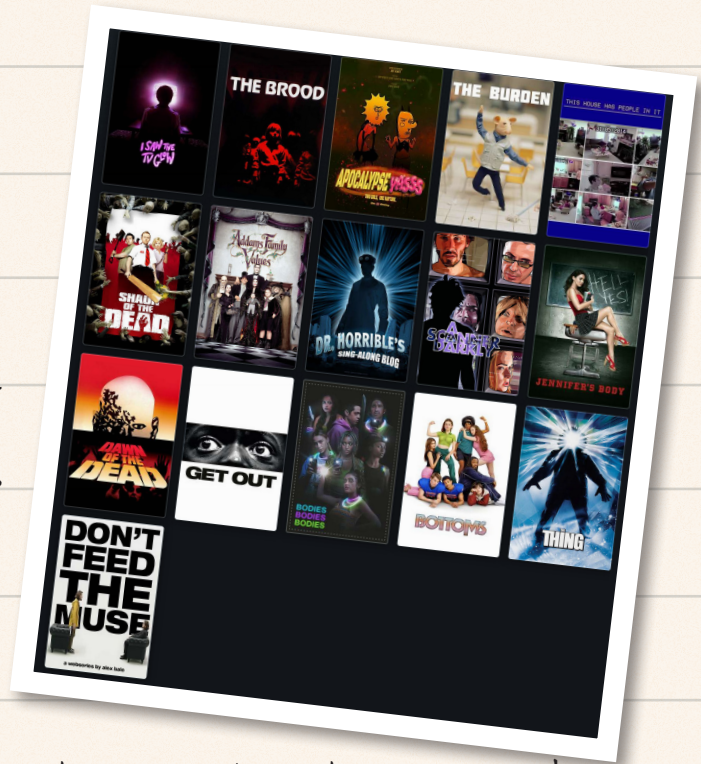 I SAW THE
TV GLOW
THE BROOD
APOCALYPSE
THE BURDEN
THIS HOUSE HAS PEOPLE IN IT
SHAUN
OF THE
DEAD
Addams Family
Values
DR. HORRIBLE'S
SING-ALONG BLOG
A
SCANNER
DARKLY
HELL
YES!
JENNIFER'S BODY
DAWN
OF THE
DEAD
GET OUT
BODIES
BODIES
BODIES
BOTTOMS
THE
THING
DON'T
FEED
THE
MUSE
a webseries by alex bale